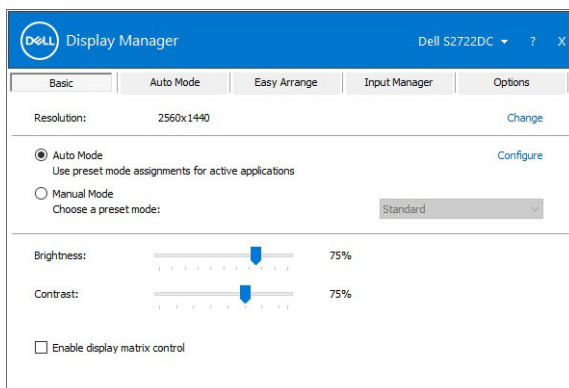 DELL Display Manager Dell S2722DC ? X
Basic Auto Mode Easy Arrange Input Manager Options
Resolution: 2560x1440 Change
Auto Mode Configure
Use preset mode assignments for active applications
Manual Mode
Choose a preset mode: Standard
Brightness: 75%
Contrast: 75%
Enable display matrix control